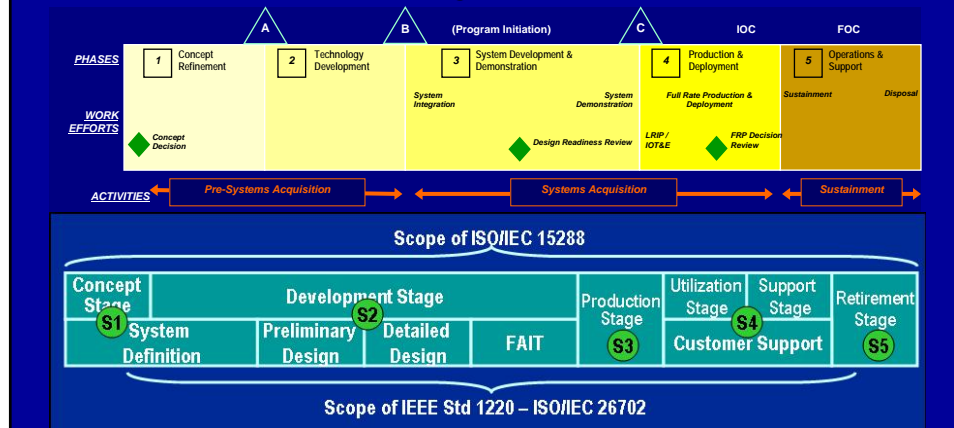 A
B
(Program Initiation)
C
IOC
FOC
PHASES
1
Concept
Refinement
2
Technology
Development
3
System Development &
Demonstration
4
Production &
Deployment
5
Operations &
Support
WORK
EFFORTS
System
Integration
System
Demonstration
Full Rate Production &
Deployment
Sustainment
Disposal
Concept
Decision
Design Readiness Review
LRIP /
IOT&E
FRP Decision
Review
ACTIVITIES
Pre-Systems Acquisition
Systems Acquisition
Sustainment
Scope of ISO/IEC 15288
Concept
Stage
S1
Development Stage
S2
Production
Stage
S3
Utilization
Stage
Support
Stage
S4
Retirement
Stage
S5
System
Definition
Preliminary
Design
Detailed
Design
FAIT
Customer Support
Scope of IEEE Std 1220 – ISO/IEC 26702